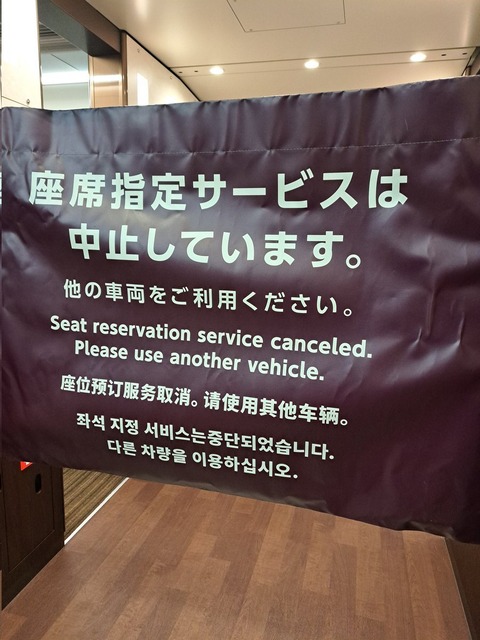 座席指定サービスは
中止しています。
他の車両をご利用ください。
Seat reservation service canceled.
Please use another vehicle.
座位预订服务取消。请使用其他车辆。
좌석 지정 서비스는중단되었습니다.
다른 차량을 이용하십시오.